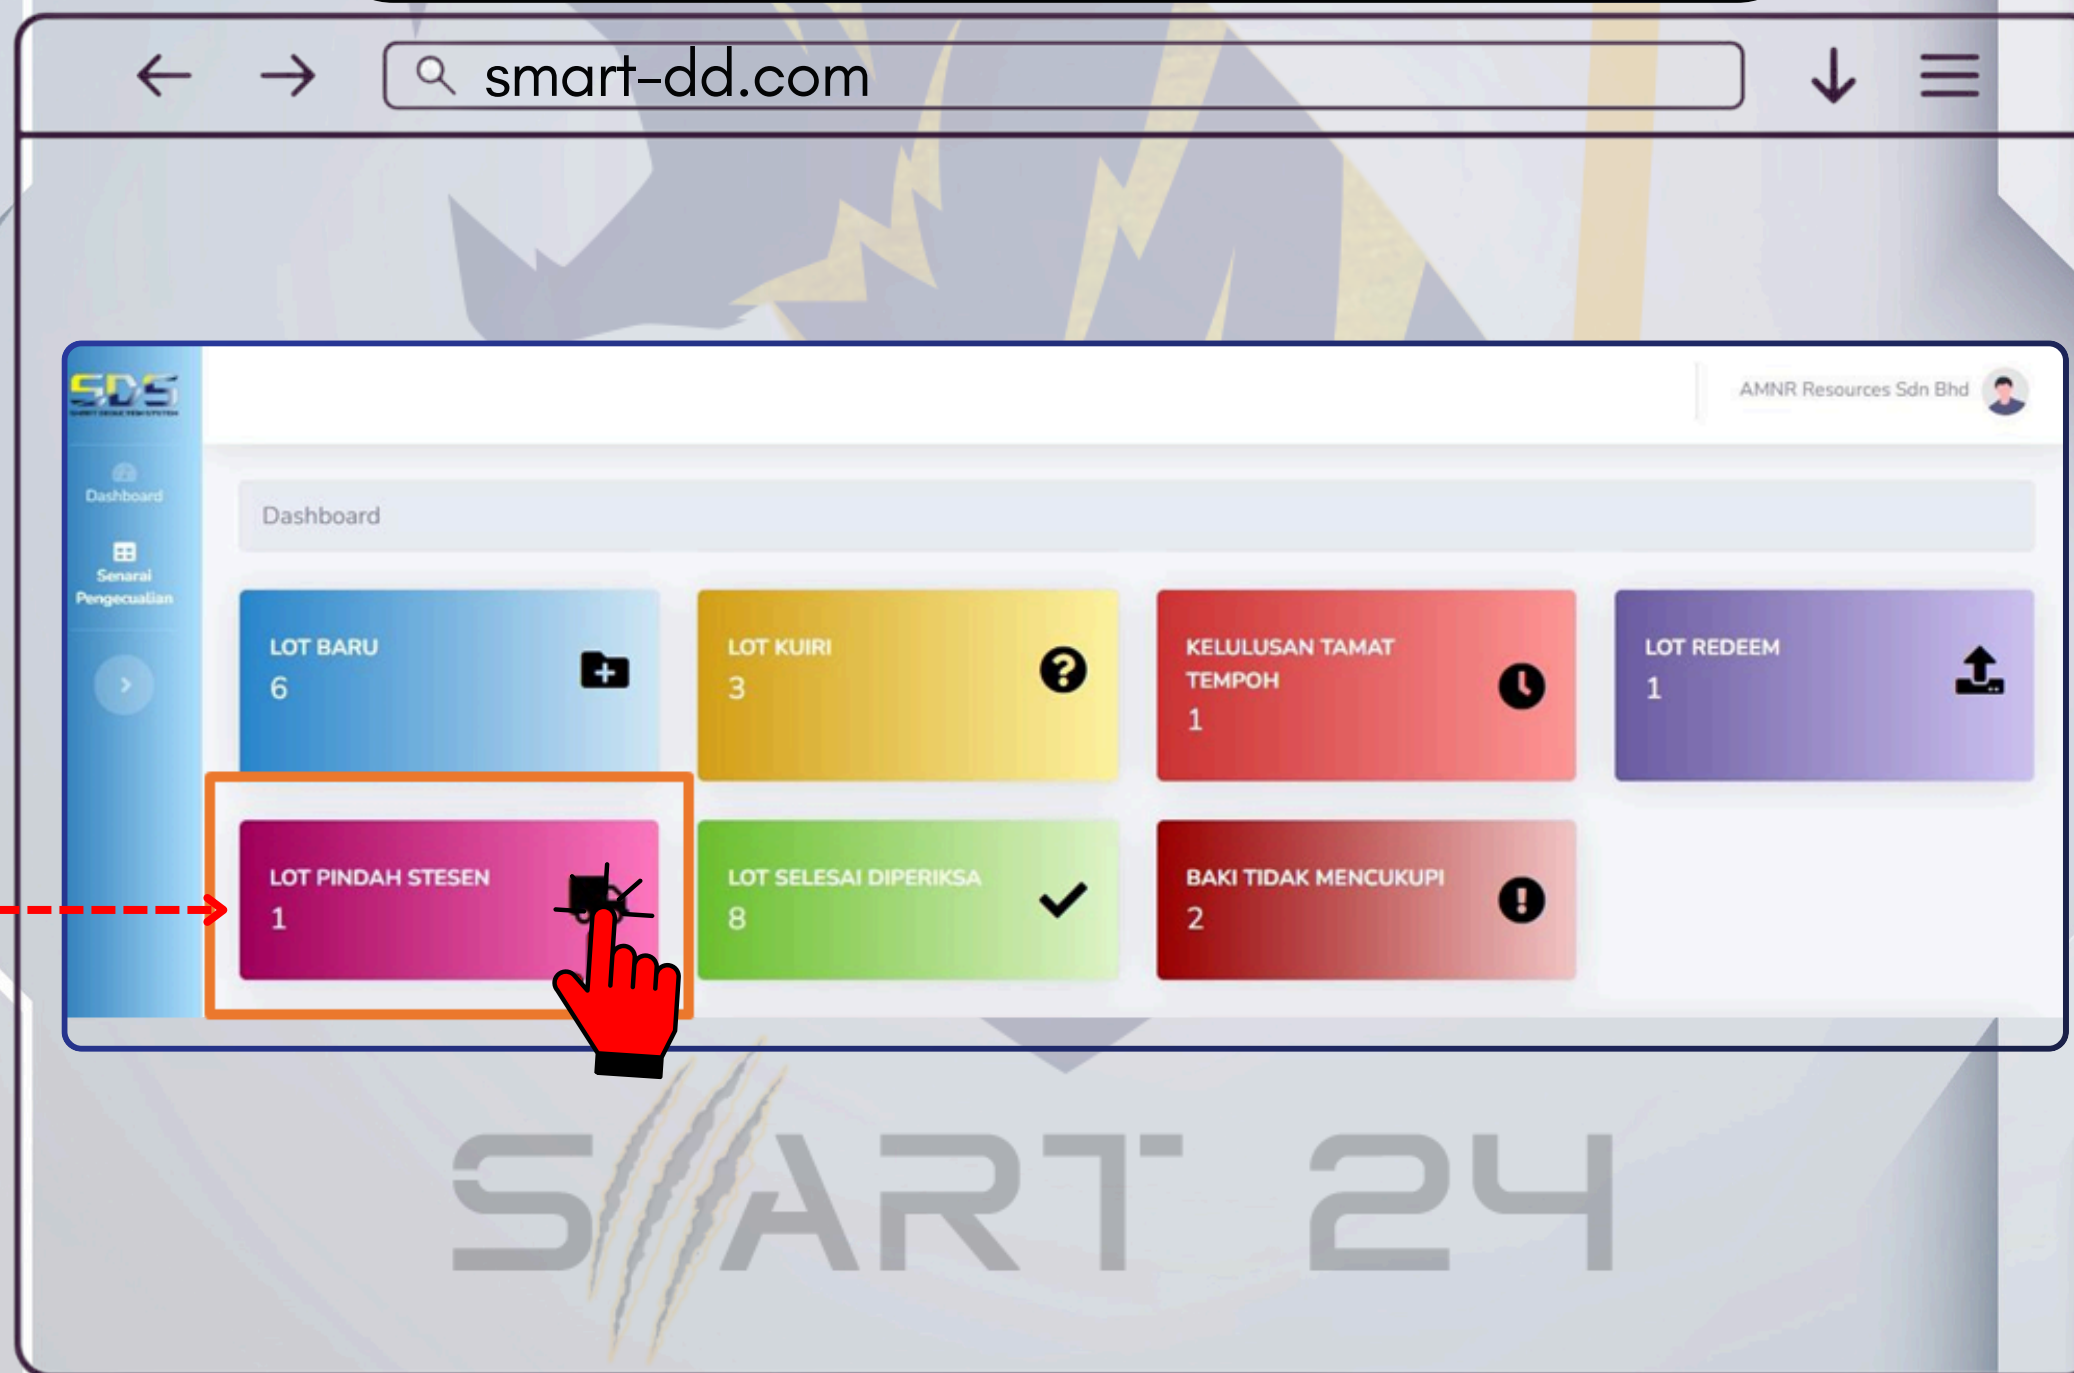 smart-dd.com
SDS
AMNR Resources Sdn Bhd
Dashboard
Senarai
Pengecualian
Dashboard
LOT BARU
6
LOT KUIRI
3
KELULUSAN TAMAT
TEMPOH
1
LOT REDEEM
1
LOT PINDAH STESEN
1
LOT SELESAI DIPERIKSA
8
BAKI TIDAK MENCUKUPI
2
SMART 24